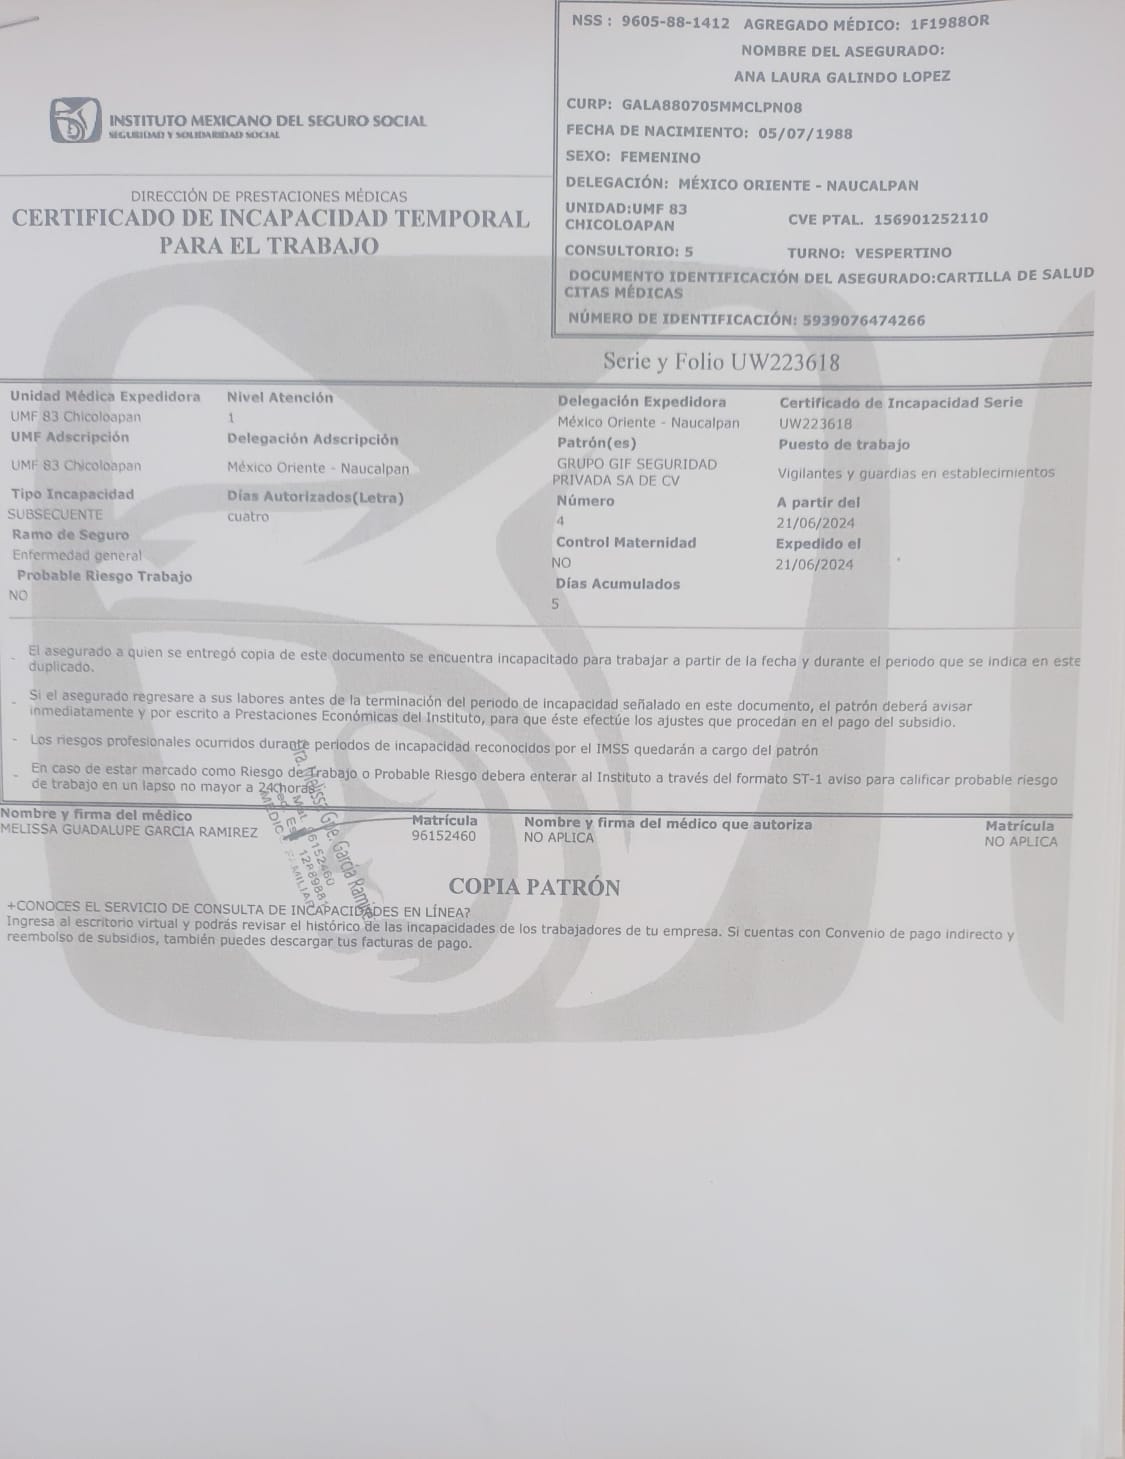 NSS : 9605-88-1412 AGREGADO MÉDICO: 1F1988OR
NOMBRE DEL ASEGURADO:
ANA LAURA GALINDO LOPEZ
CURP: GALA880705MMCLPN08
FECHA DE NACIMIENTO: 05/07/1988
SEXO: FEMENINO
DELEGACIÓN: MÉXICO ORIENTE - NAUCALPAN
UNIDAD:UMF 83
CHICOLOAPAN
CVE PTAL. 156901252110
CONSULTORIO: 5 TURNO: VESPERTINO
DOCUMENTO IDENTIFICACIÓN DEL ASEGURADO:CARTILLA DE SALUD
CITAS MÉDICAS
NÚMERO DE IDENTIFICACIÓN: 5939076474266
INSTITUTO MEXICANO DEL SEGURO SOCIAL
SEGURIDAD Y SOLIDARIDAD SOCIAL
DIRECCIÓN DE PRESTACIONES MÉDICAS
CERTIFICADO DE INCAPACIDAD TEMPORAL
PARA EL TRABAJO
Serie y Folio UW223618
Unidad Médica Expedidora Nivel Atención Delegación Expedidora Certificado de Incapacidad Serie
UMF 83 Chicoloapan 1 México Oriente - Naucalpan UW223618
UMF Adscripción Delegación Adscripción Patrón(es) Puesto de trabajo
UMF 83 Chicoloapan México Oriente - Naucalpan GRUPO GIF SEGURIDAD
PRIVADA SA DE CV Vigilantes y guardias en establecimientos
Tipo Incapacidad Días Autorizados(Letra) Número A partir del
SUBSECUENTE cuatro 4 21/06/2024
Ramo de Seguro Control Maternidad Expedido el
Enfermedad general NO 21/06/2024
Probable Riesgo Trabajo Días Acumulados
NO 5
- El asegurado a quien se entregó copia de este documento se encuentra incapacitado para trabajar a partir de la fecha y durante el periodo que se indica en este
duplicado.
- Si el asegurado regresare a sus labores antes de la terminación del periodo de incapacidad señalado en este documento, el patrón deberá avisar
inmediatamente y por escrito a Prestaciones Económicas del Instituto, para que éste efectúe los ajustes que procedan en el pago del subsidio.
- Los riesgos profesionales ocurridos durante periodos de incapacidad reconocidos por el IMSS quedarán a cargo del patrón
- En caso de estar marcado como Riesgo de Trabajo o Probable Riesgo debera enterar al Instituto a través del formato ST-1 aviso para calificar probable riesgo
de trabajo en un lapso no mayor a 24horas
Nombre y firma del médico Matrícula Nombre y firma del médico que autoriza Matrícula
MELISSA GUADALUPE GARCIA RAMIREZ 96152460 NO APLICA NO APLICA
Dra. Melissa Gpe. García Ramírez
Mat. 96152460
MEDICO FAMILIAR
COPIA PATRÓN
+CONOCES EL SERVICIO DE CONSULTA DE INCAPACIDADES EN LÍNEA?
Ingresa al escritorio virtual y podrás revisar el histórico de las incapacidades de los trabajadores de tu empresa. Si cuentas con Convenio de pago indirecto y
reembolso de subsidios, también puedes descargar tus facturas de pago.